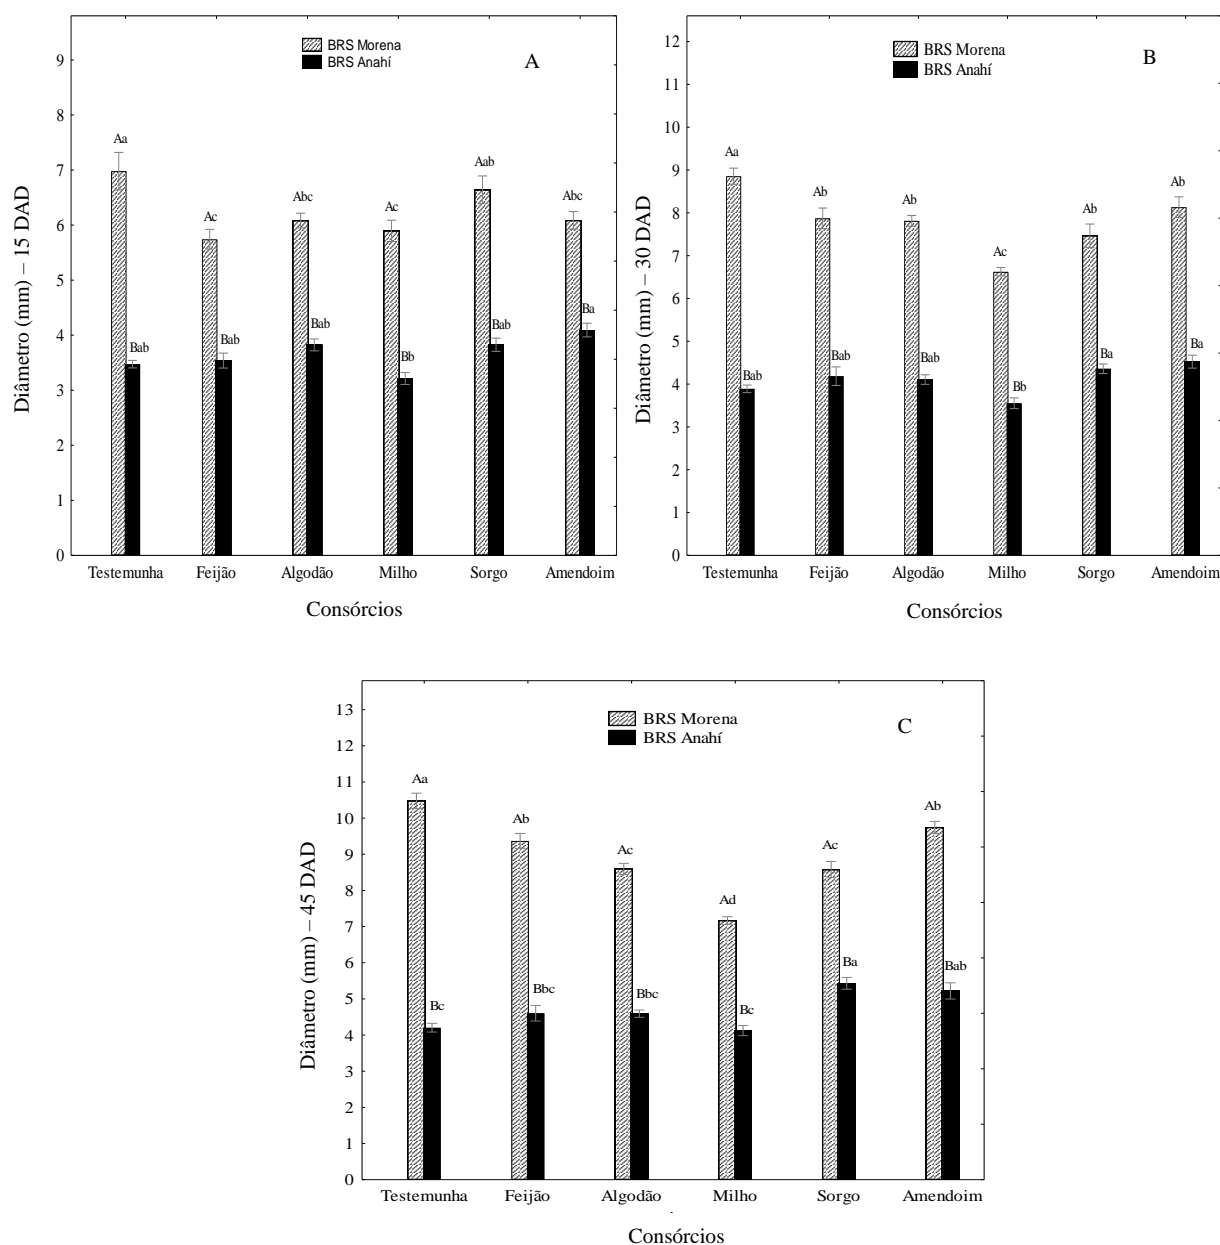 BRS Morena
BRS Anahí
A
Diâmetro (mm) – 15 DAD
9
8
7
6
5
4
3
2
1
0
Aa
Bab
Ac
Bab
Abc
Bab
Ac
Bb
Aab
Bab
Abc
Ba
Testemunha Feijão Algodão Milho Sorgo Amendoim
Consórcios
BRS Morena
BRS Anahí
B
Diâmetro (mm) – 30 DAD
12
11
10
9
8
7
6
5
4
3
2
1
0
Aa
Bab
Ab
Bab
Ab
Bab
Ac
Bb
Ab
Ba
Ab
Ba
Testemunha Feijão Algodão Milho Sorgo Amendoim
Consórcios
BRS Morena
BRS Anahí
C
Diâmetro (mm) – 45 DAD
13
12
11
10
9
8
7
6
5
4
3
2
1
0
Aa
Bc
Ab
Bbc
Ac
Bbc
Ad
Bc
Ac
Ba
Ab
Bab
Testemunha Feijão Algodão Milho Sorgo Amendoim
Consórcios